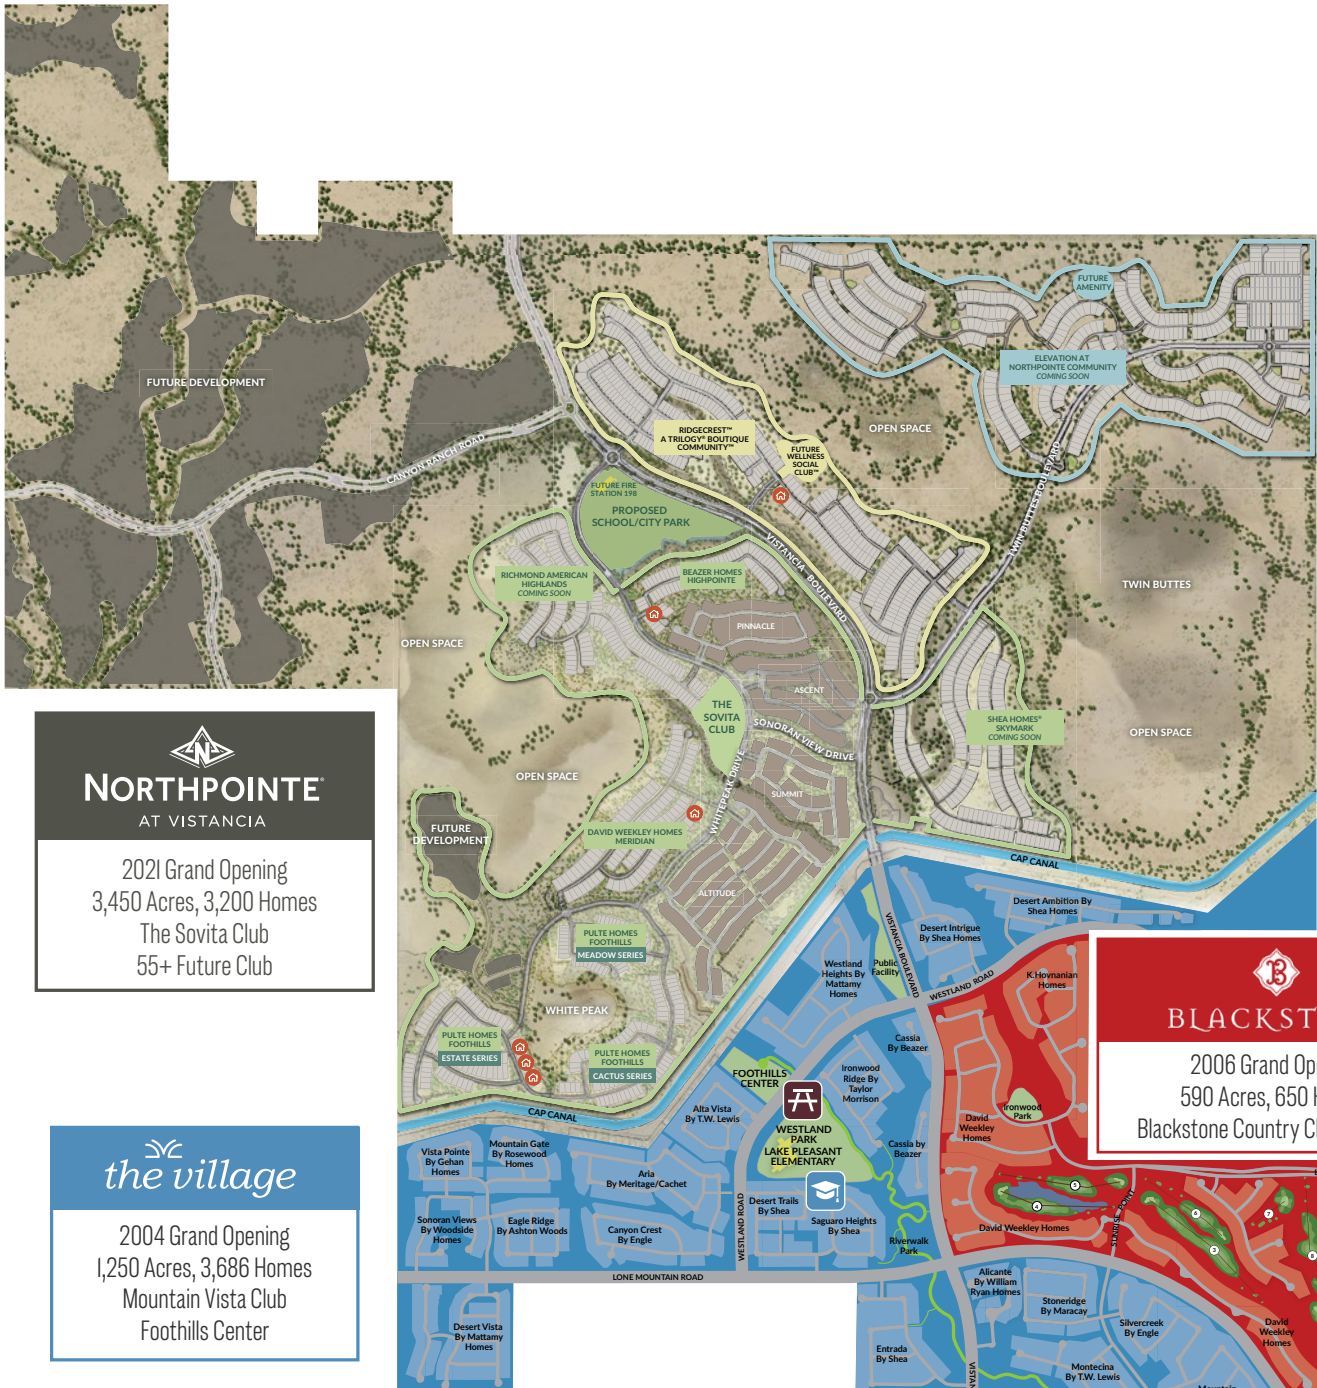 FUTURE DEVELOPMENT
CANYON RANCH ROAD
FUTURE
AMENITY
ELEVATION AT
NORTHPOINTE COMMUNITY
COMING SOON
OPEN SPACE
RIDGECREST™
A TRILOGY® BOUTIQUE
COMMUNITY™
FUTURE
WELLNESS
SOCIAL
CLUB™
FUTURE FIRE
STATION 198
PROPOSED
SCHOOL/CITY PARK
VISTANCIA BOULEVARD
TWIN BUTTES BOULEVARD
TWIN BUTTES
RICHMOND AMERICAN
HIGHLANDS
COMING SOON
BEAZER HOMES
HIGHPOINTE
PINNACLE
OPEN SPACE
ASCENT
THE
SOVITA
CLUB
SONORAN VIEW DRIVE
SHEA HOMES®
SKYMARK
COMING SOON
OPEN SPACE
OPEN SPACE
WHITEPEAK DRIVE
SUMMIT
DAVID WEEKLEY HOMES
MERIDIAN
FUTURE
DEVELOPMENT
ALTITUDE
CAP CANAL
PULTE HOMES
FOOTHILLS
MEADOW SERIES
WHITE PEAK
PULTE HOMES
FOOTHILLS
ESTATE SERIES
PULTE HOMES
FOOTHILLS
CACTUS SERIES
CAP CANAL
N
NORTHPOINTE®
AT VISTANCIA
2021 Grand Opening
3,450 Acres, 3,200 Homes
The Sovita Club
55+ Future Club
the village
2004 Grand Opening
1,250 Acres, 3,686 Homes
Mountain Vista Club
Foothills Center
B
BLACKST
2006 Grand Op
590 Acres, 650 H
Blackstone Country Cl
Desert Ambition By
Shea Homes
Desert Intrigue
By Shea Homes
VISTANCIA BOULEVARD
Public
Facility
Westland
Heights By
Mattamy
Homes
WESTLAND ROAD
K.Hovnanian
Homes
Cassia
By Beazer
Ironwood
Ridge By
Taylor
Morrison
FOOTHILLS
CENTER
WESTLAND
PARK
LAKE PLEASANT
ELEMENTARY
Alta Vista
By T.W. Lewis
Ironwood
Park
David
Weekley
Homes
Cassia by
Beazer
Vista Pointe
By Gehan
Homes
Mountain Gate
By Rosewood
Homes
Aria
By Meritage/Cachet
Desert Trails
By Shea
Saguaro Heights
By Shea
WESTLAND ROAD
Sonoran Views
By Woodside
Homes
Eagle Ridge
By Ashton Woods
Canyon Crest
By Engle
Riverwalk
Park
David Weekley Homes
SUNRISE POINT
4
5
6
3
7
8
LONE MOUNTAIN ROAD
Alicante
By William
Ryan Homes
Stoneridge
By Maracay
Silvercreek
By Engle
David
Weekley
Homes
Desert Vista
By Mattamy
Homes
Entrada
By Shea
VISTAN
Montecina
By T.W. Lewis
Mountain